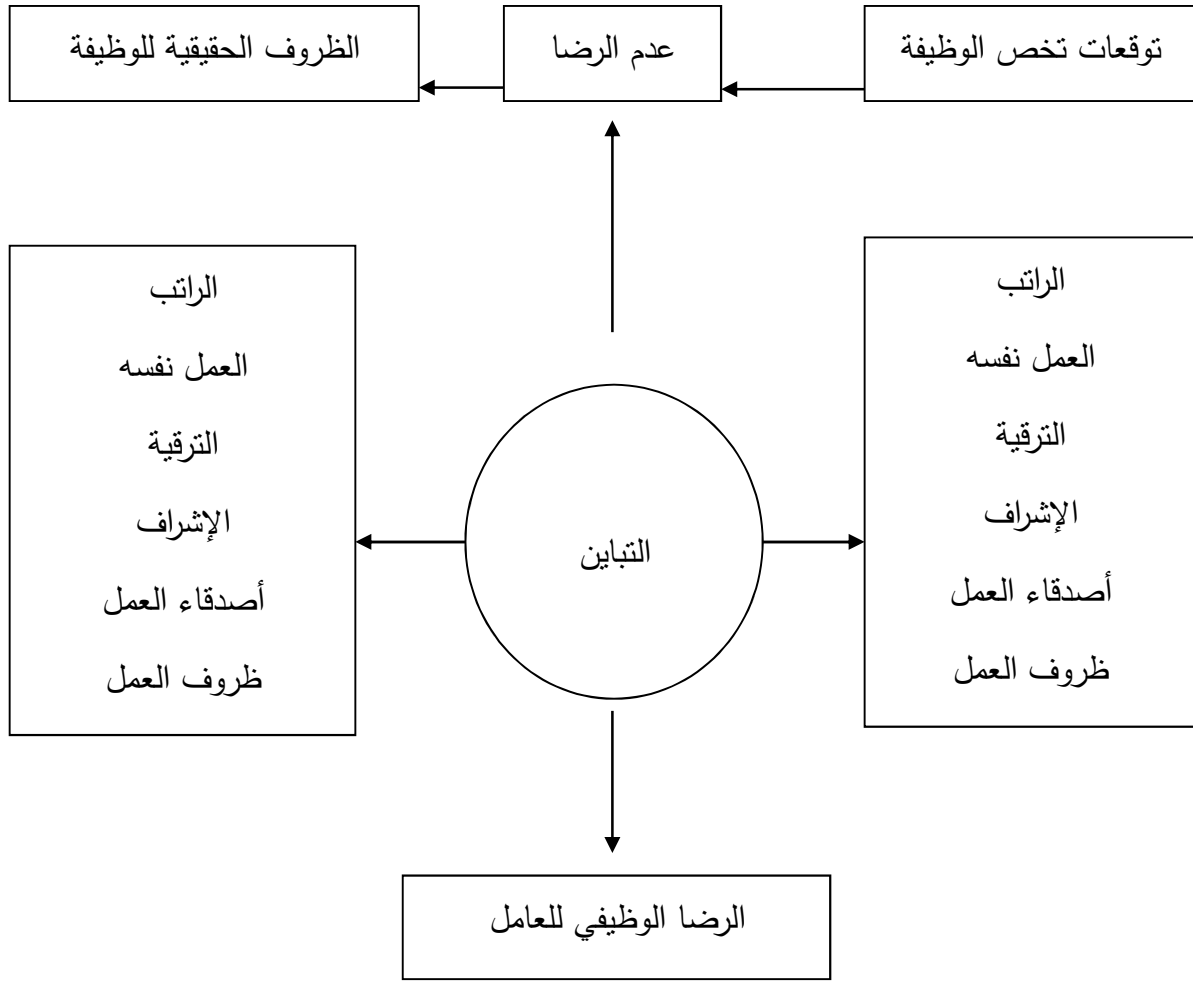 توقعات تخص الوظيفة
عدم الرضا
الظروف الحقيقية للوظيفة
الراتب
العمل نفسه
الترقية
الإشراف
أصدقاء العمل
ظروف العمل
التباين
الراتب
العمل نفسه
الترقية
الإشراف
أصدقاء العمل
ظروف العمل
الرضا الوظيفي للعامل